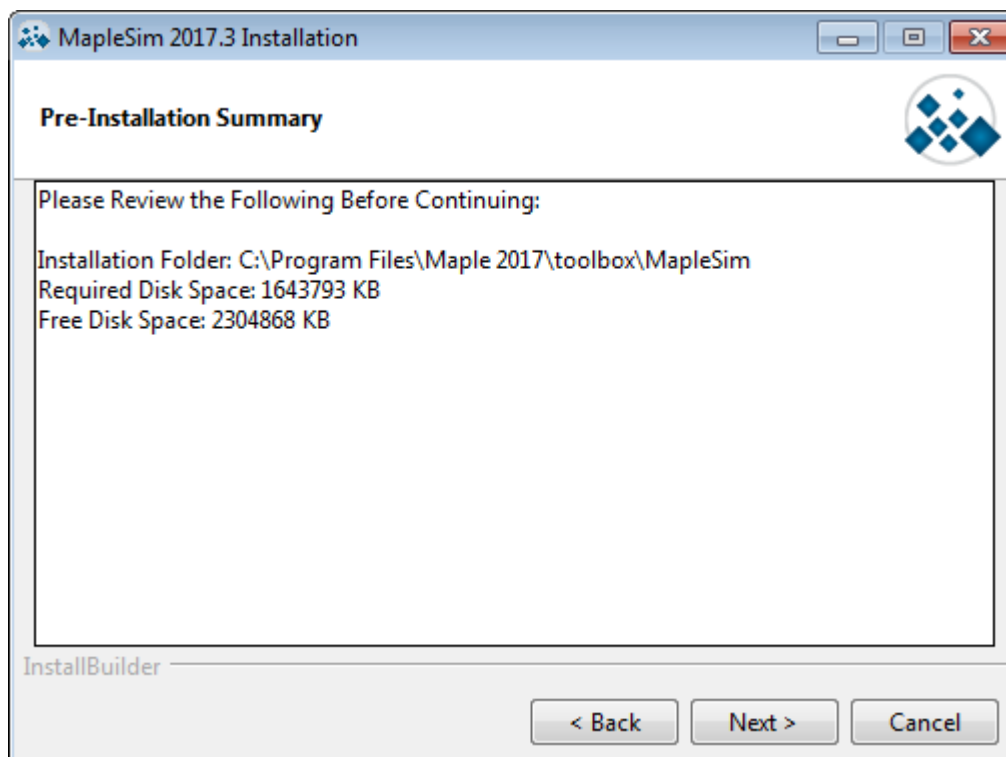 MapleSim 2017.3 Installation
Pre-Installation Summary
Please Review the Following Before Continuing:
Installation Folder: C:\Program Files\Maple 2017\toolbox\MapleSim
Required Disk Space: 1643793 KB
Free Disk Space: 2304868 KB
InstallBuilder
< Back Next > Cancel